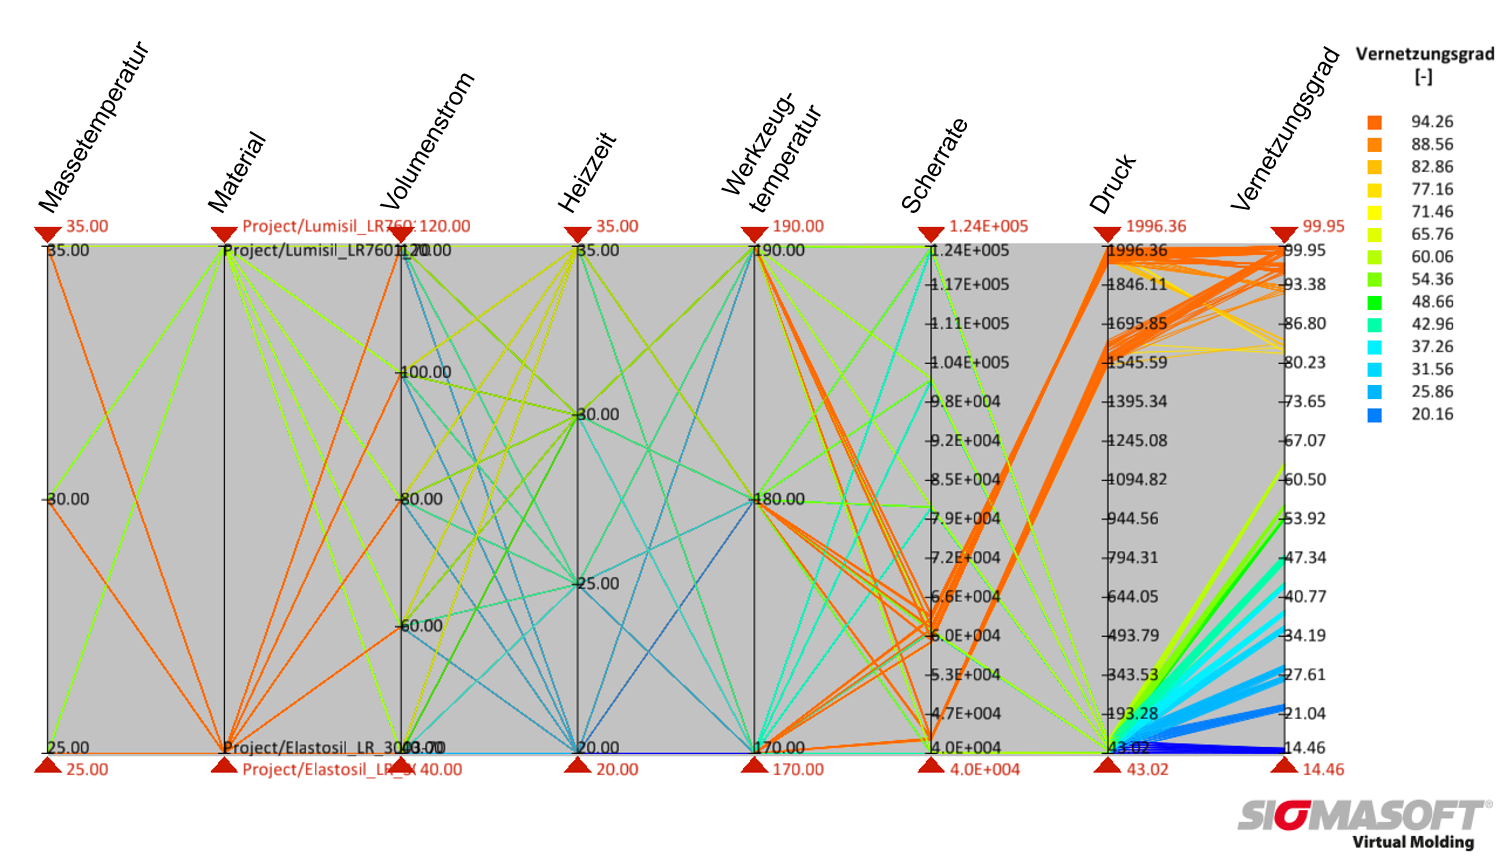 Massetemperatur
Material
Volumenstrom
Heizzeit
Werkzeug-
temperatur
Scherrate
Druck
Vernetzungsgrad
Vernetzungsgrad
[-]
94.26
88.56
82.86
77.16
71.46
65.76
60.06
54.36
48.66
42.96
37.26
31.56
25.86
20.16
35.00
120.00
35.00
190.00
1.24E+005
1996.36
99.95
35.00
30.00
25.00
120.00
100.00
80.00
60.00
35.00
30.00
25.00
20.00
190.00
180.00
170.00
1.24E+005
1.17E+005
1.11E+005
1.04E+005
9.8E+004
9.2E+004
8.5E+004
7.9E+004
7.2E+004
6.6E+004
6.0E+004
5.3E+004
4.7E+004
4.0E+004
1996.36
1846.11
1695.85
1545.59
1395.34
1245.08
1094.82
944.56
794.31
644.05
493.79
343.53
193.28
43.02
99.95
93.38
86.80
80.23
73.65
67.07
60.50
53.92
47.34
40.77
34.19
27.61
21.04
14.46
25.00
40.00
20.00
170.00
4.0E+004
43.02
14.46
SIGMASOFT®
Virtual Molding